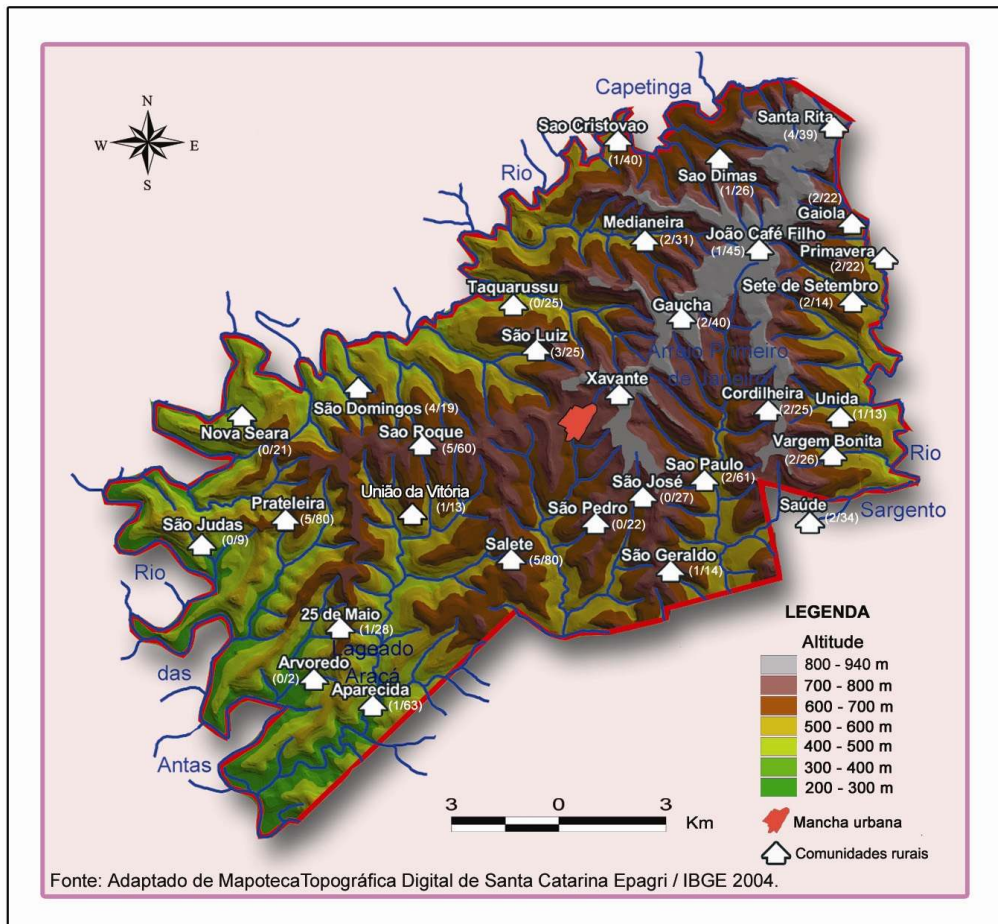 N
W E
S
Capetinga
Rio
Sao Cristovao
(1/40)
Santa Rita
(4/39)
Sao Dimas
(1/26)
(2/22)
Gaiola
Medianeira
(2/31)
João Café Filho
(1/45)
Primavera
(2/22)
Taquarussu
(0/25)
Sete de Setembro
(2/14)
Gaucha
(2/40)
São Luiz
(3/25)
Arroio Primeiro
de Janeiro
Xavante
São Domingos (4/19)
Cordilheira
(2/25)
Unida
(1/13)
Nova Seara
(0/21)
Sao Roque
(5/60)
Vargem Bonita
(2/26)
Rio
Sargento
Sao Paulo
(2/61)
São José
(0/27)
União da Vitória
(1/13)
Prateleira
(5/80)
São Pedro
(0/22)
Saúde
(2/34)
São Judas
(0/9)
Salete
(5/80)
São Geraldo
(1/14)
Rio
das
Antas
25 de Maio
(1/28)
Lageado
Araçá
Arvoredo
(0/2)
Aparecida
(1/63)
LEGENDA
Altitude
800 - 940 m
700 - 800 m
600 - 700 m
500 - 600 m
400 - 500 m
300 - 400 m
200 - 300 m
Mancha urbana
Comunidades rurais
3 0 3
Km
Fonte: Adaptado de MapotecaTopográfica Digital de Santa Catarina Epagri / IBGE 2004.